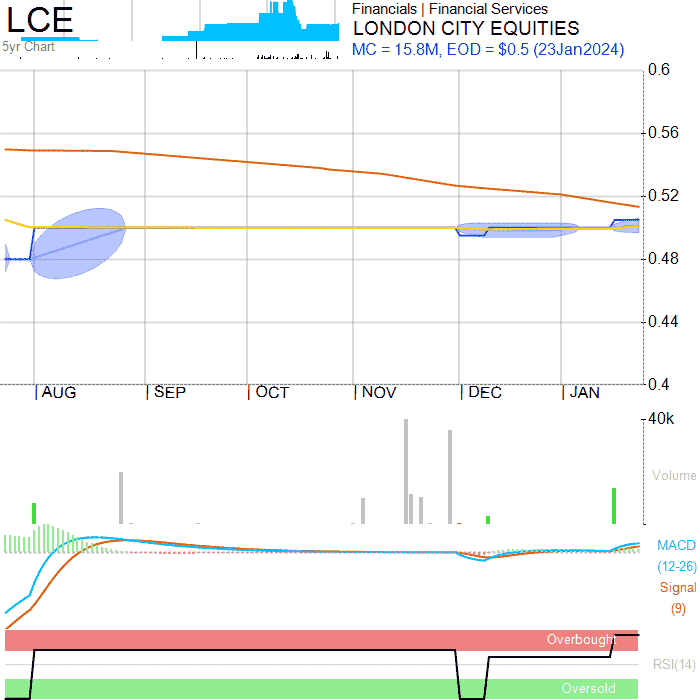 LCE
5yr Chart
Financials | Financial Services
LONDON CITY EQUITIES
MC = 15.8M, EOD = $0.5 (23Jan2024)
0.6
0.56
0.52
0.48
0.44
0.4
AUG SEP OCT NOV DEC JAN
40k
Volume
MACD
(12-26)
Signal
(9)
Overbought
RSI(14)
Oversold